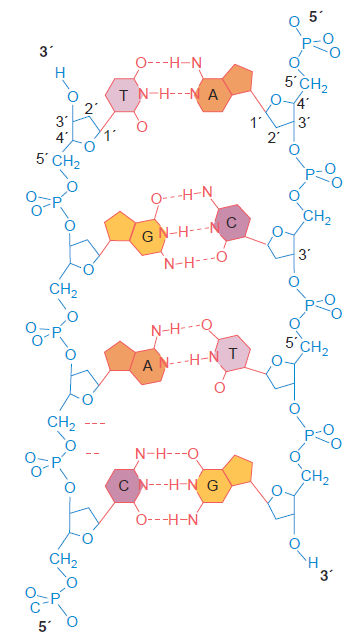 O 5´
3´ P O
O
O
O H N
H 5´ CH₂
O T N H N A O 4´
2´
3´ 1´ 3´
4´ O 1´ O 2´
1´ O
5´ CH₂
O P O
O P O O
O O H N CH₂
O G N H N C O
O N H O 3´
O
CH₂
O P O
O P O N H O O
O A N H N T 5´ CH₂
O O O
CH₂ O
O P O
O P O N H O O
O C N H N G CH₂
O O H N O
CH₂ O
O H
C P O 3´
O
5´ O